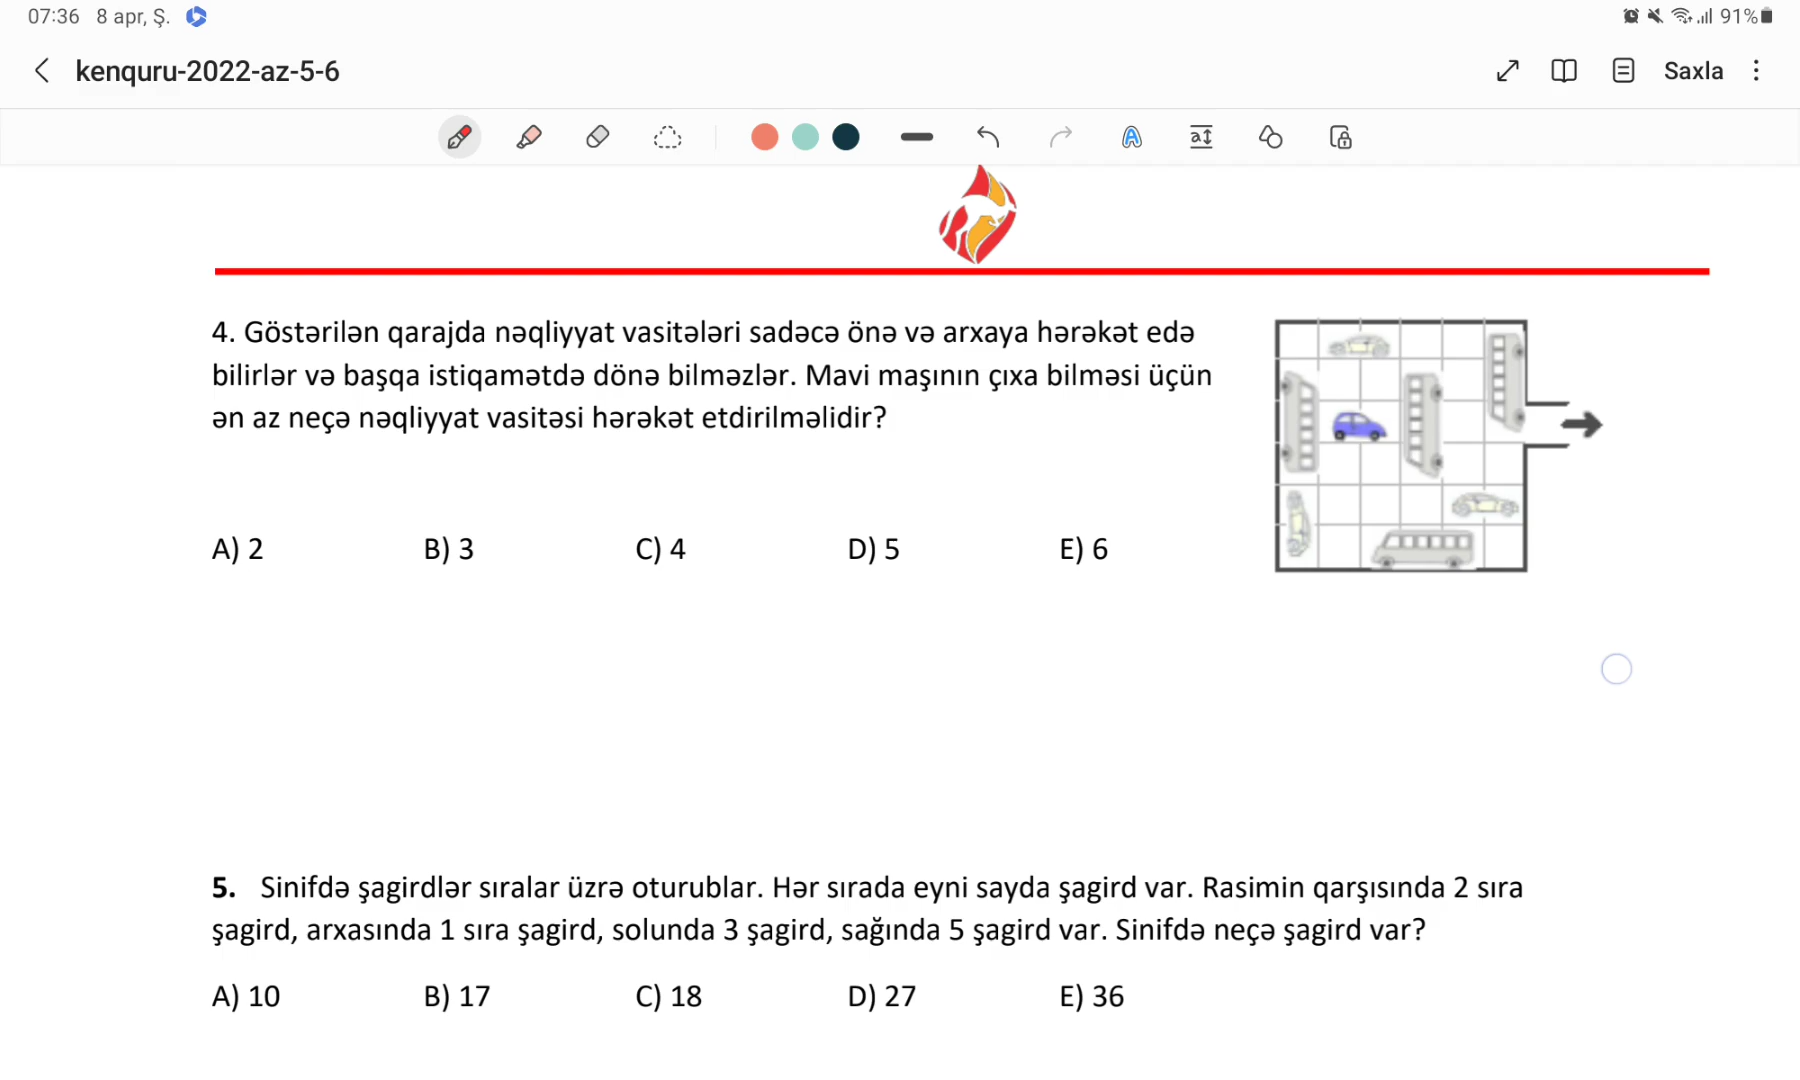 07:36 8 apr, Ş.
91%
kenquru-2022-az-5-6
Saxla
4. Göstərilən qarajda nəqliyyat vasitələri sadəcə önə və arxaya hərəkət edə
bilirlər və başqa istiqamətdə dönə bilməzlər. Mavi maşının çıxa bilməsi üçün
ən az neçə nəqliyyat vasitəsi hərəkət etdirilməlidir?
A) 2 B) 3 C) 4 D) 5 E) 6
5. Sinifdə şagirdlər sıralar üzrə oturublar. Hər sırada eyni sayda şagird var. Rasimin qarşısında 2 sıra
şagird, arxasında 1 sıra şagird, solunda 3 şagird, sağında 5 şagird var. Sinifdə neçə şagird var?
A) 10 B) 17 C) 18 D) 27 E) 36